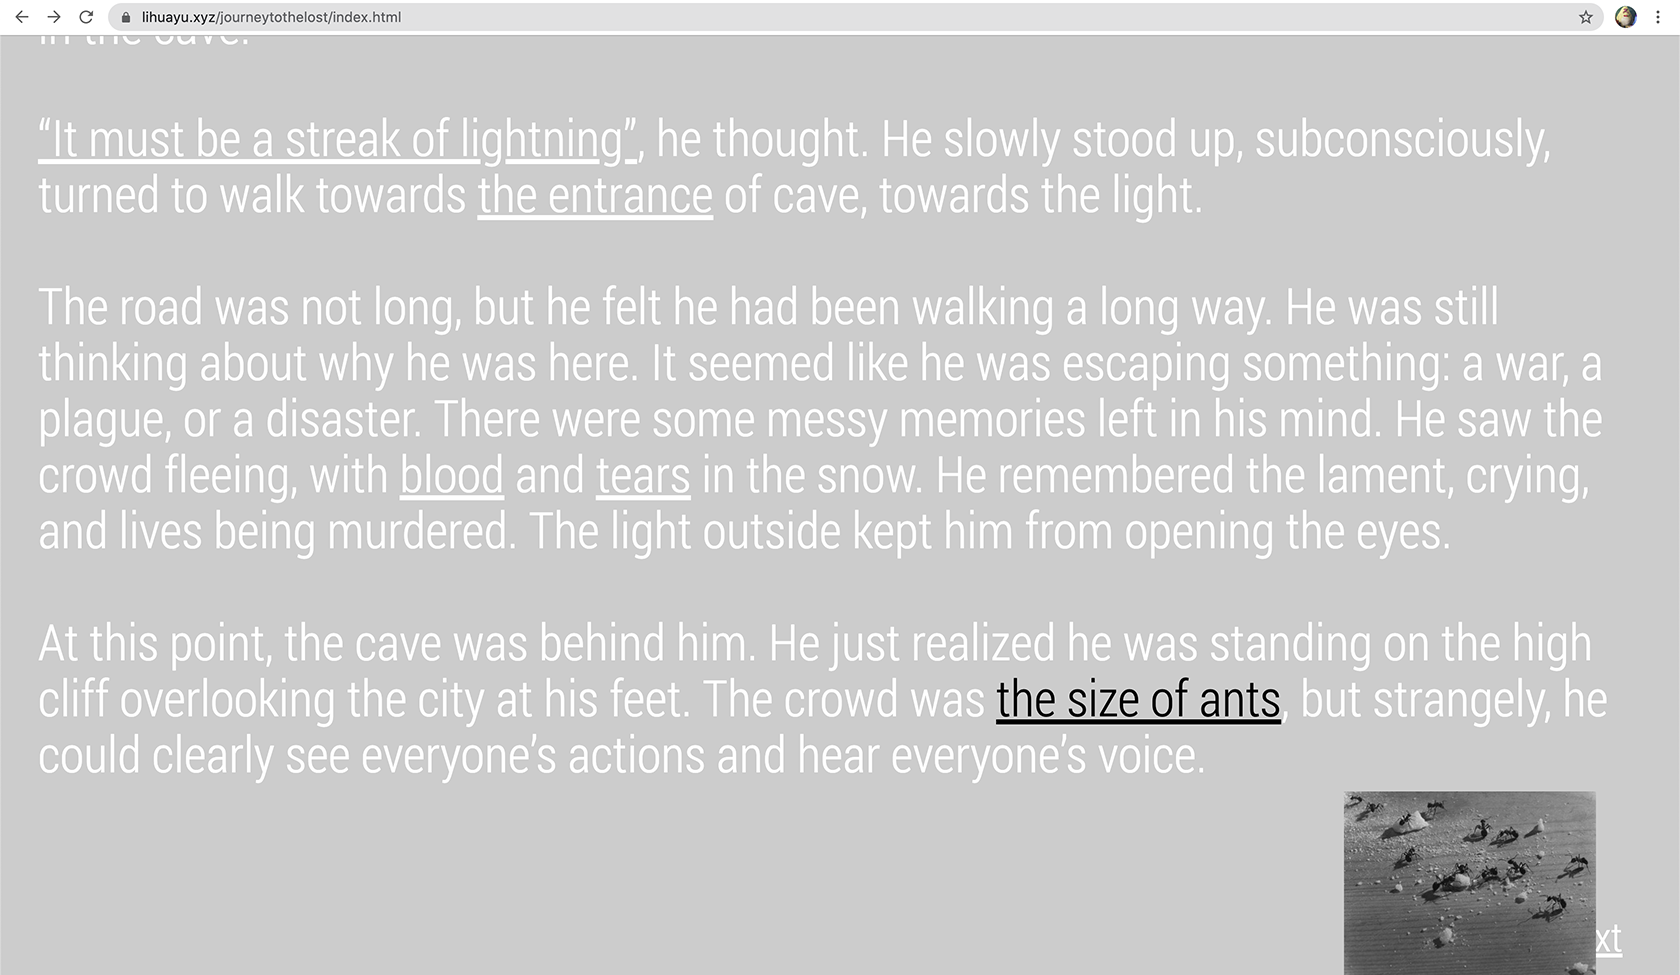 lihuayu.xyz/journeytothelost/index.html
in the cave.
“It must be a streak of lightning”, he thought. He slowly stood up, subconsciously,
turned to walk towards the entrance of cave, towards the light.
The road was not long, but he felt he had been walking a long way. He was still
thinking about why he was here. It seemed like he was escaping something: a war, a
plague, or a disaster. There were some messy memories left in his mind. He saw the
crowd fleeing, with blood and tears in the snow. He remembered the lament, crying,
and lives being murdered. The light outside kept him from opening the eyes.
At this point, the cave was behind him. He just realized he was standing on the high
cliff overlooking the city at his feet. The crowd was the size of ants, but strangely, he
could clearly see everyone’s actions and hear everyone’s voice.
xt